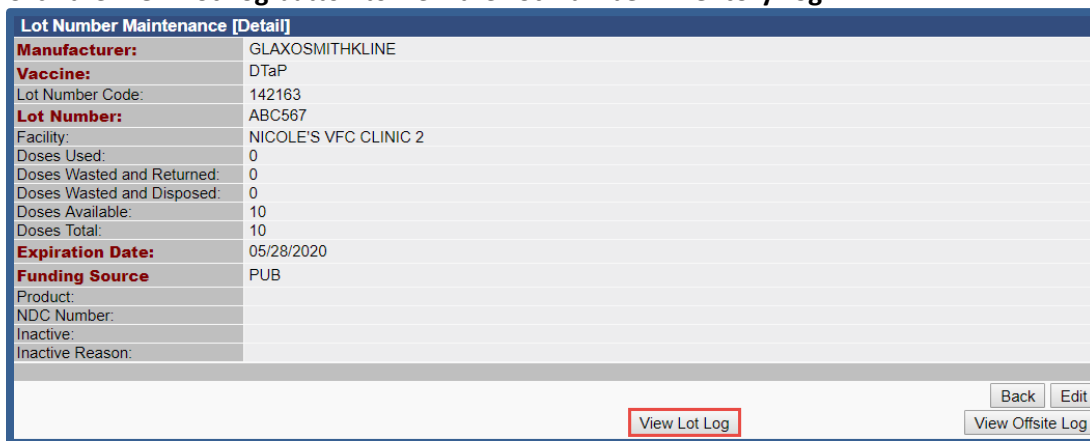 Lot Number Maintenance [Detail]
Manufacturer: GLAXOSMITHKLINE
Vaccine: DTaP
Lot Number Code: 142163
Lot Number: ABC567
Facility: NICOLE'S VFC CLINIC 2
Doses Used: 0
Doses Wasted and Returned: 0
Doses Wasted and Disposed: 0
Doses Available: 10
Doses Total: 10
Expiration Date: 05/28/2020
Funding Source PUB
Product:
NDC Number:
Inactive:
Inactive Reason:
Back Edit
View Lot Log View Offsite Log